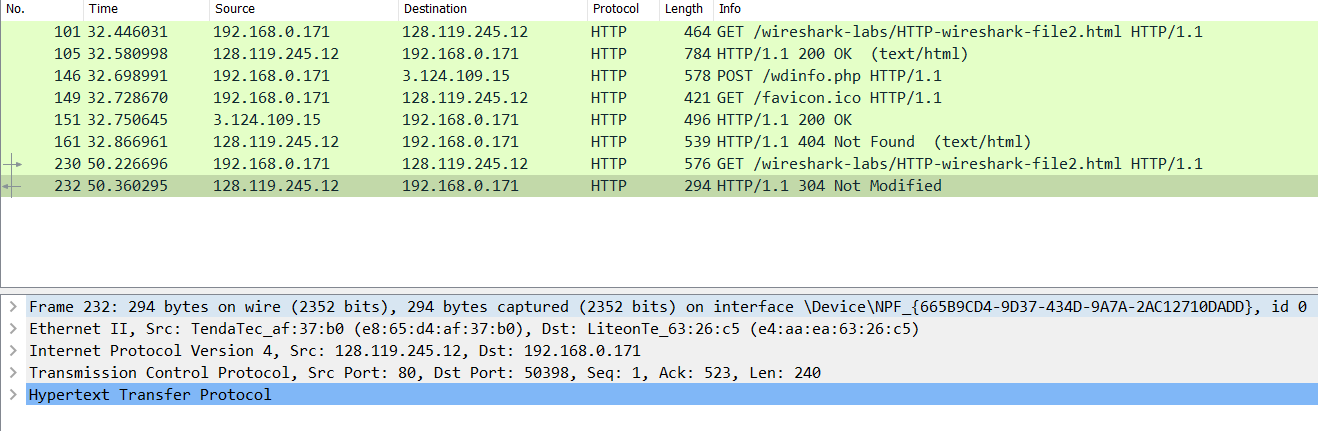 No. Time Source Destination Protocol Length Info
101 32.446031 192.168.0.171 128.119.245.12 HTTP 464 GET /wireshark-labs/HTTP-wireshark-file2.html HTTP/1.1
105 32.580998 128.119.245.12 192.168.0.171 HTTP 784 HTTP/1.1 200 OK (text/html)
146 32.698991 192.168.0.171 3.124.109.15 HTTP 578 POST /wdinfo.php HTTP/1.1
149 32.728670 192.168.0.171 128.119.245.12 HTTP 421 GET /favicon.ico HTTP/1.1
151 32.750645 3.124.109.15 192.168.0.171 HTTP 496 HTTP/1.1 200 OK
161 32.866961 128.119.245.12 192.168.0.171 HTTP 539 HTTP/1.1 404 Not Found (text/html)
230 50.226696 192.168.0.171 128.119.245.12 HTTP 576 GET /wireshark-labs/HTTP-wireshark-file2.html HTTP/1.1
232 50.360295 128.119.245.12 192.168.0.171 HTTP 294 HTTP/1.1 304 Not Modified
Frame 232: 294 bytes on wire (2352 bits), 294 bytes captured (2352 bits) on interface \Device\NPF_{665B9CD4-9D37-434D-9A7A-2AC12710DADD}, id 0
Ethernet II, Src: TendaTec_af:37:b0 (e8:65:d4:af:37:b0), Dst: LiteonTe_63:26:c5 (e4:aa:ea:63:26:c5)
Internet Protocol Version 4, Src: 128.119.245.12, Dst: 192.168.0.171
Transmission Control Protocol, Src Port: 80, Dst Port: 50398, Seq: 1, Ack: 523, Len: 240
Hypertext Transfer Protocol